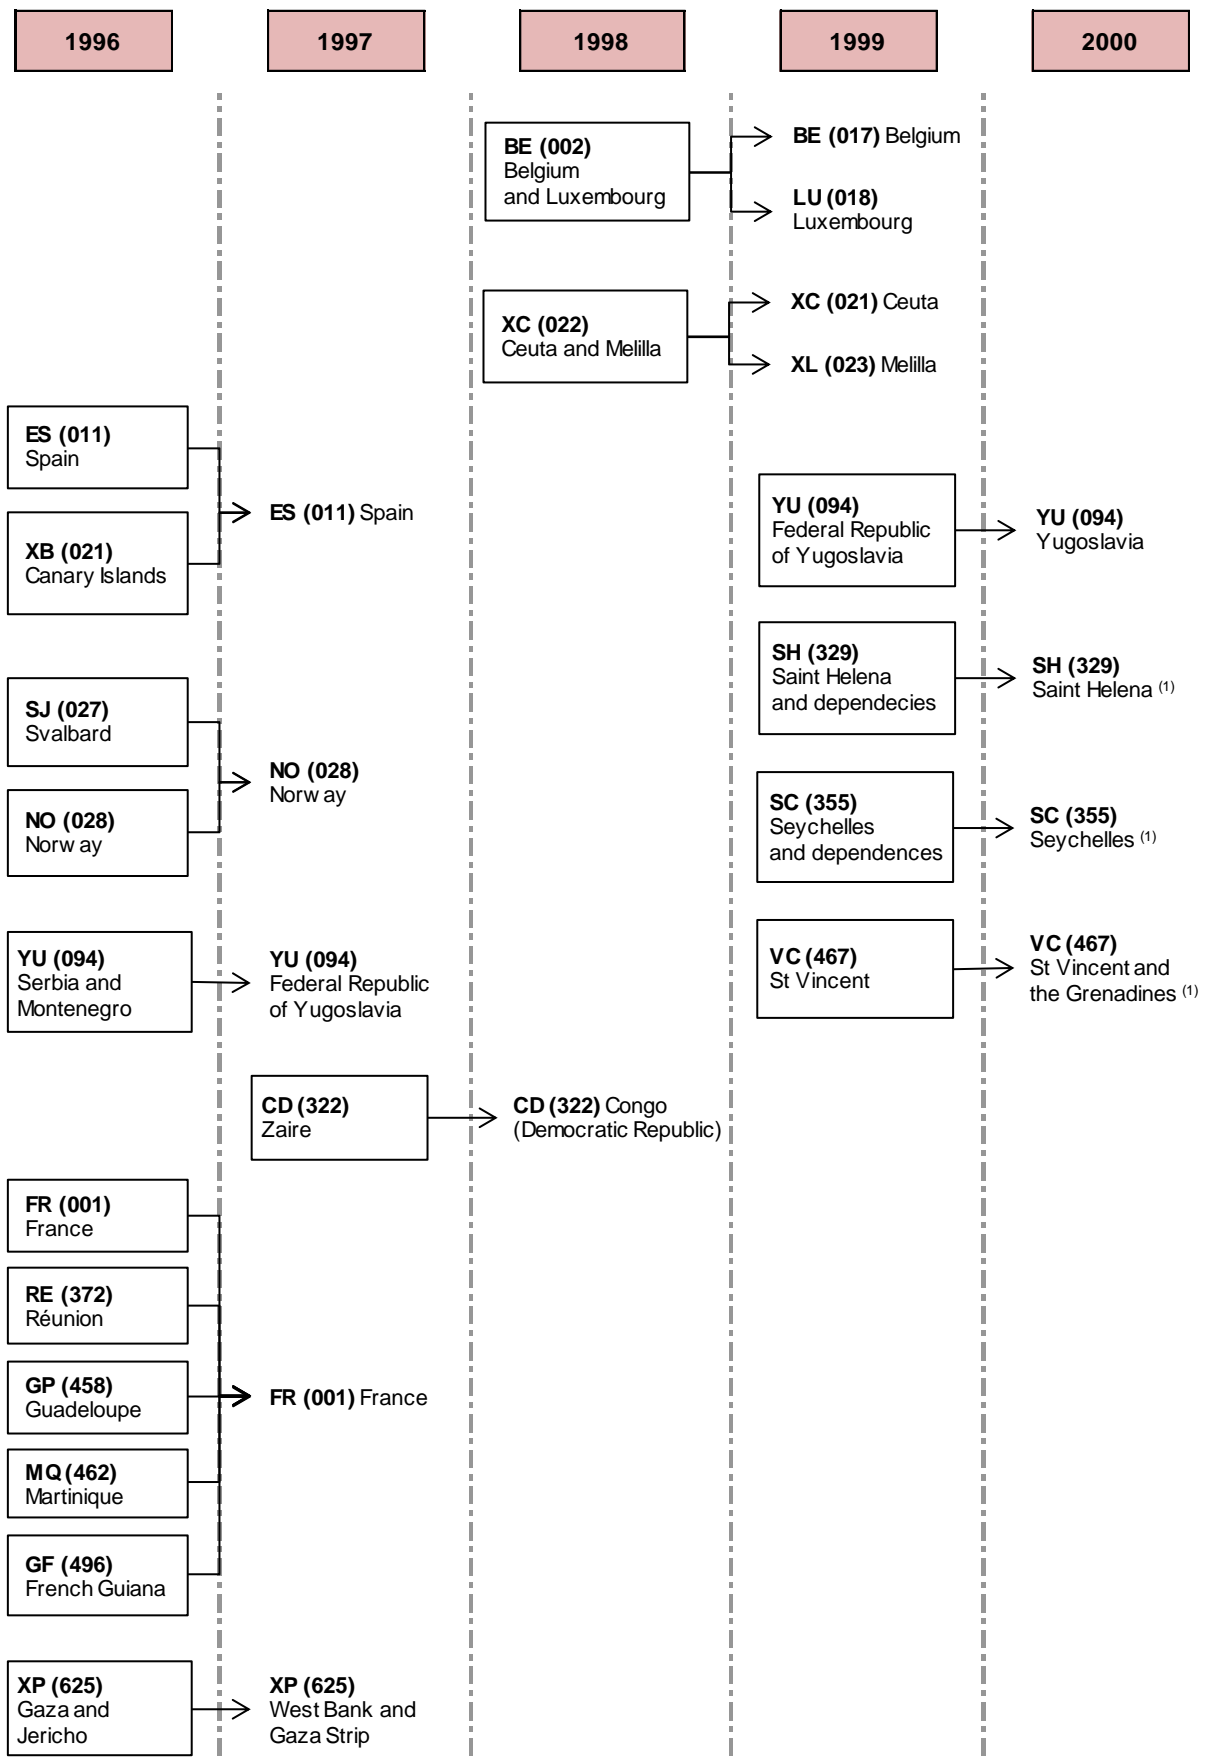 1996
1997
1998
1999
2000
BE (002)
Belgium
and Luxembourg
BE (017) Belgium
LU (018)
Luxembourg
XC (022)
Ceuta and Melilla
XC (021) Ceuta
XL (023) Melilla
ES (011)
Spain
XB (021)
Canary Islands
ES (011) Spain
YU (094)
Federal Republic
of Yugoslavia
YU (094)
Yugoslavia
SH (329)
Saint Helena
and dependecies
SH (329)
Saint Helena (1)
SJ (027)
Svalbard
NO (028)
Norway
NO (028)
Norway
SC (355)
Seychelles
and dependences
SC (355)
Seychelles (1)
YU (094)
Serbia and
Montenegro
YU (094)
Federal Republic
of Yugoslavia
VC (467)
St Vincent
VC (467)
St Vincent and
the Grenadines (1)
CD (322)
Zaire
CD (322) Congo
(Democratic Republic)
FR (001)
France
RE (372)
Réunion
GP (458)
Guadeloupe
MQ (462)
Martinique
GF (496)
French Guiana
FR (001) France
XP (625)
Gaza and
Jericho
XP (625)
West Bank and
Gaza Strip